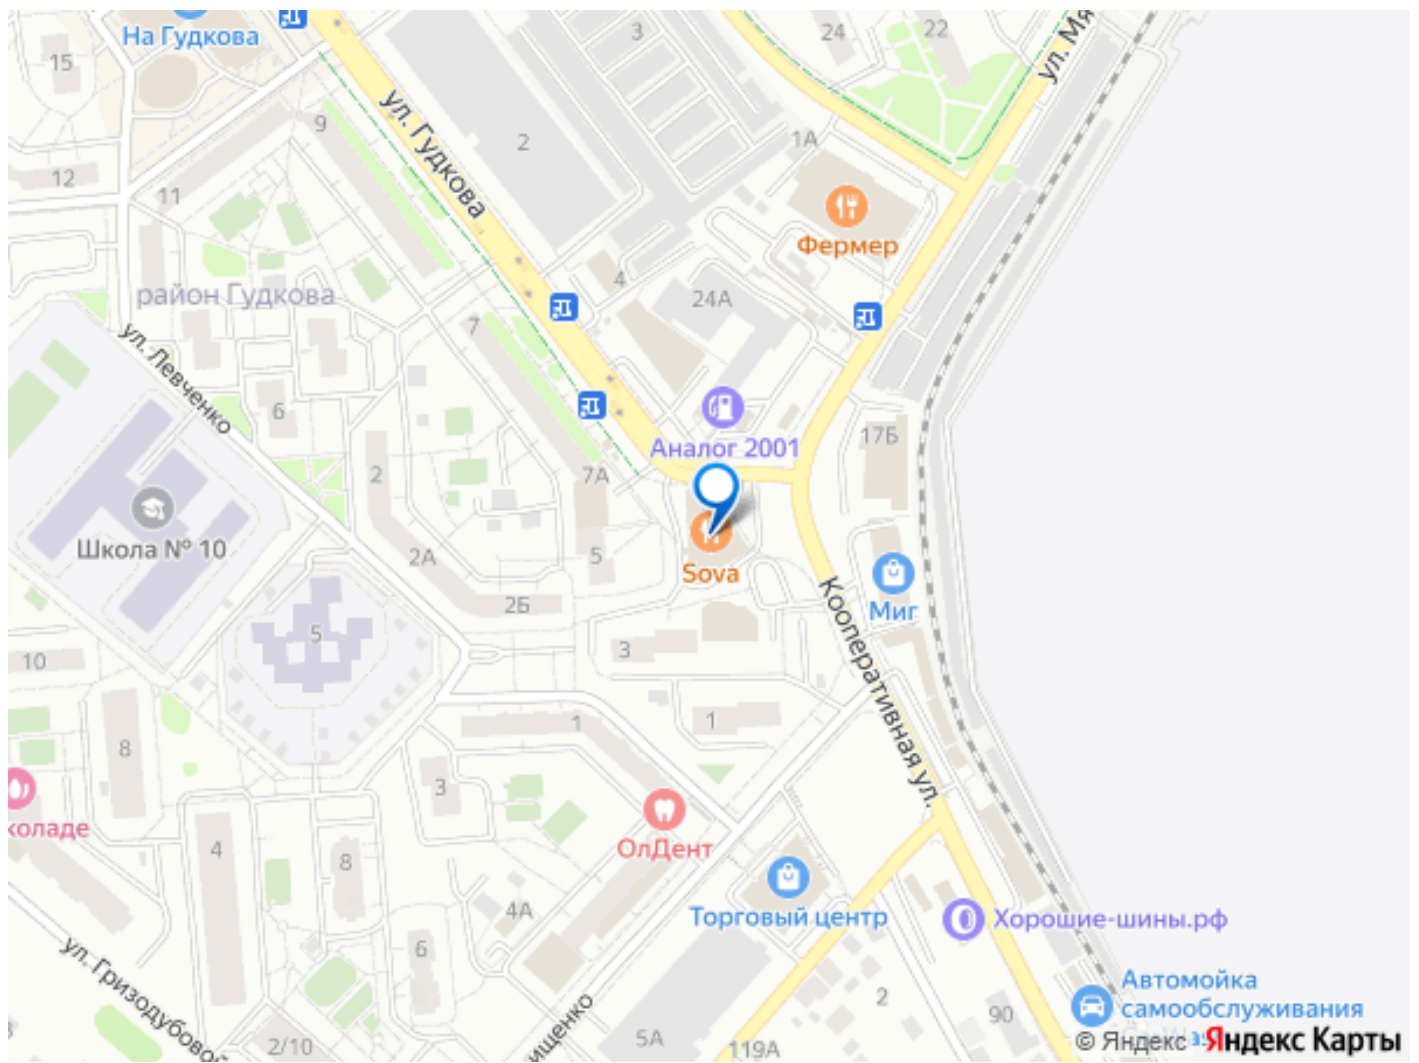 На Гудкова
15
3
24
22
ул. Мя
9
2
1А
ул. Гудкова
12
11
Фермер
район Гудкова
4
24А
7
ул. Левченко
6
Аналог 2001
17Б
2
7А
Школа № 10
2А
5
Sova
Миг
2Б
5
3
Кооперативная ул.
10
8
1
1
3
коладе
4
8
ОлДент
4А
Торговый центр
Хорошие-шины.рф
6
ул. Гризодубовой
2
90
Автомойка
самообслуживания
2/10
ищенко
5А
119А
© Яндекс Яндекс Карты